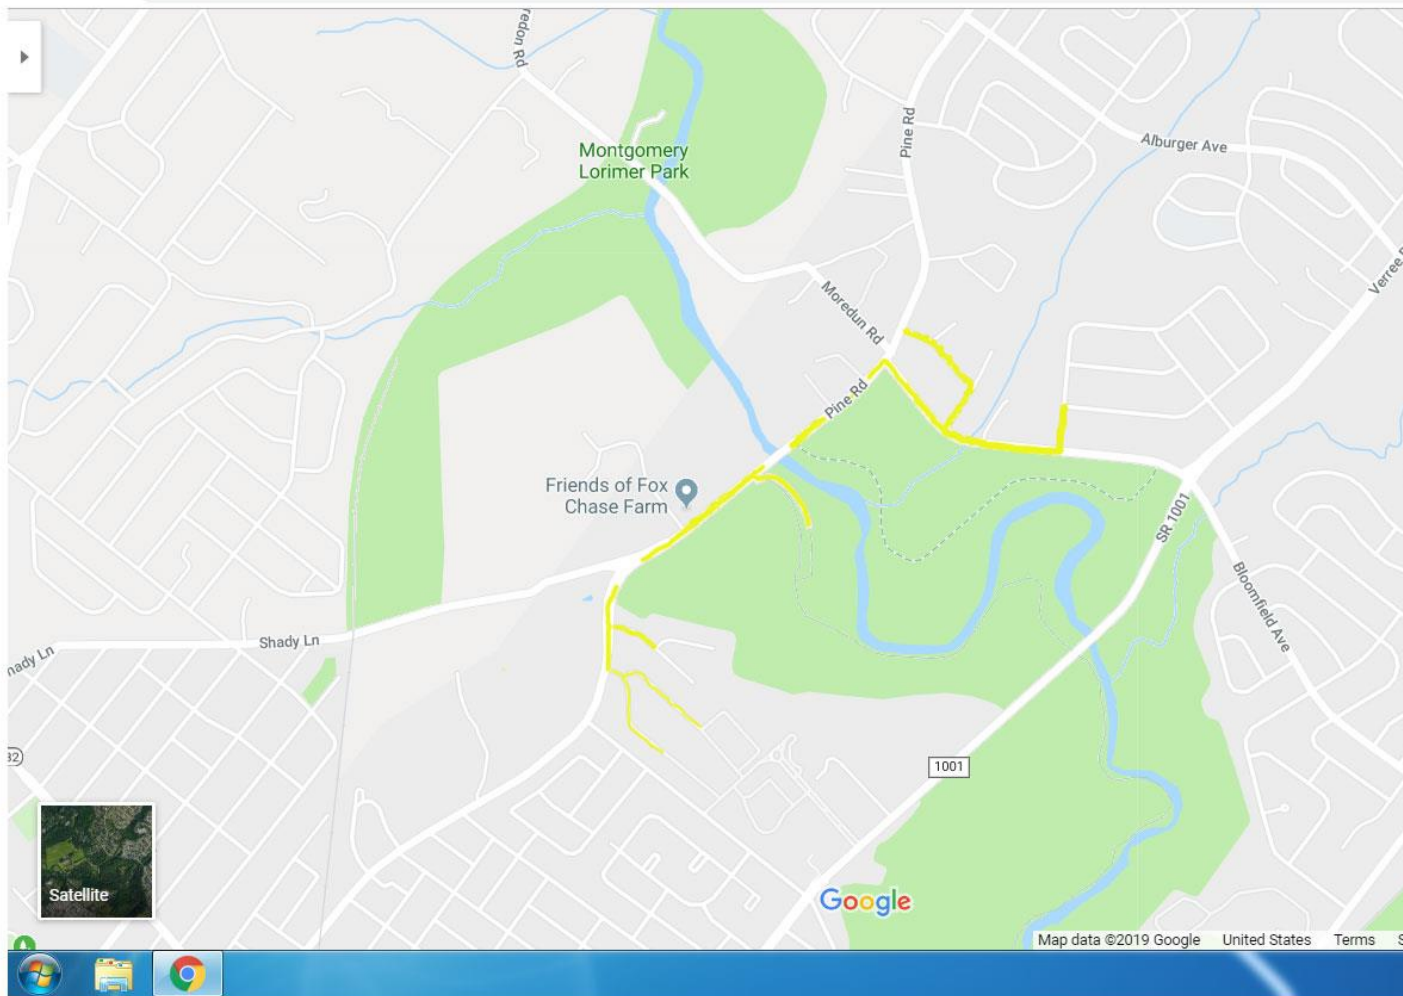 redon Rd
Pine Rd
Alburger Ave
Montgomery
Lorimer Park
Verree
Moredun Rd
Pine Rd
Friends of Fox
Chase Farm
SR 1001
Bloomfield Ave
Shady Ln
hady Ln
32
1001
Satellite
Google
Map data ©2019 Google United States Terms S